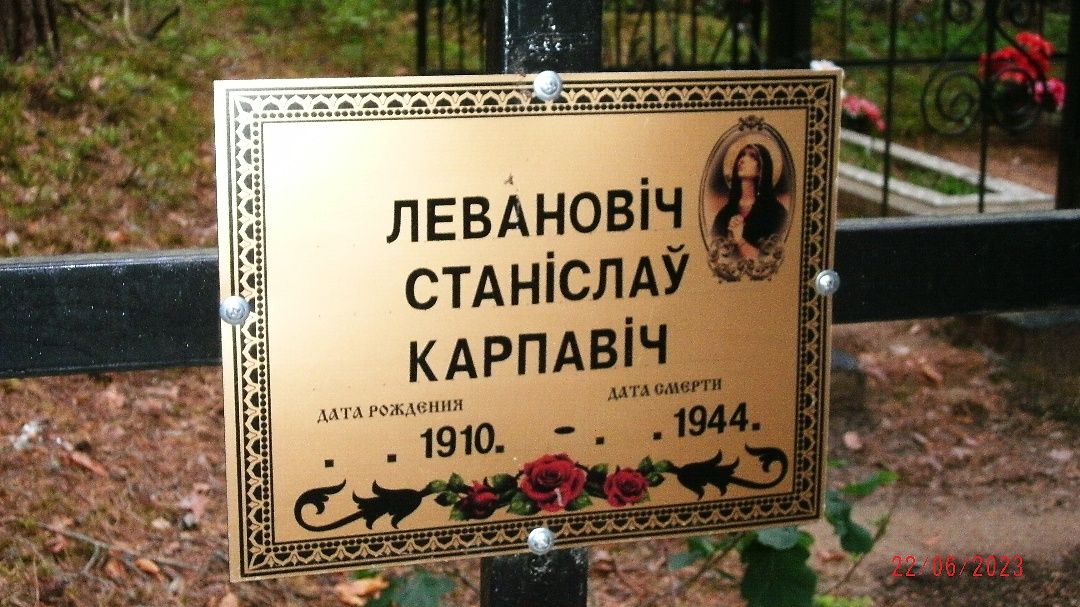 ЛЕВАНОВІЧ
СТАНІСЛАЎ
КАРПАВІЧ
ДАТА РОЖДЕНИЯ ДАТА СМЕРТИ
. . 1910. - . . 1944.
22/06/2023